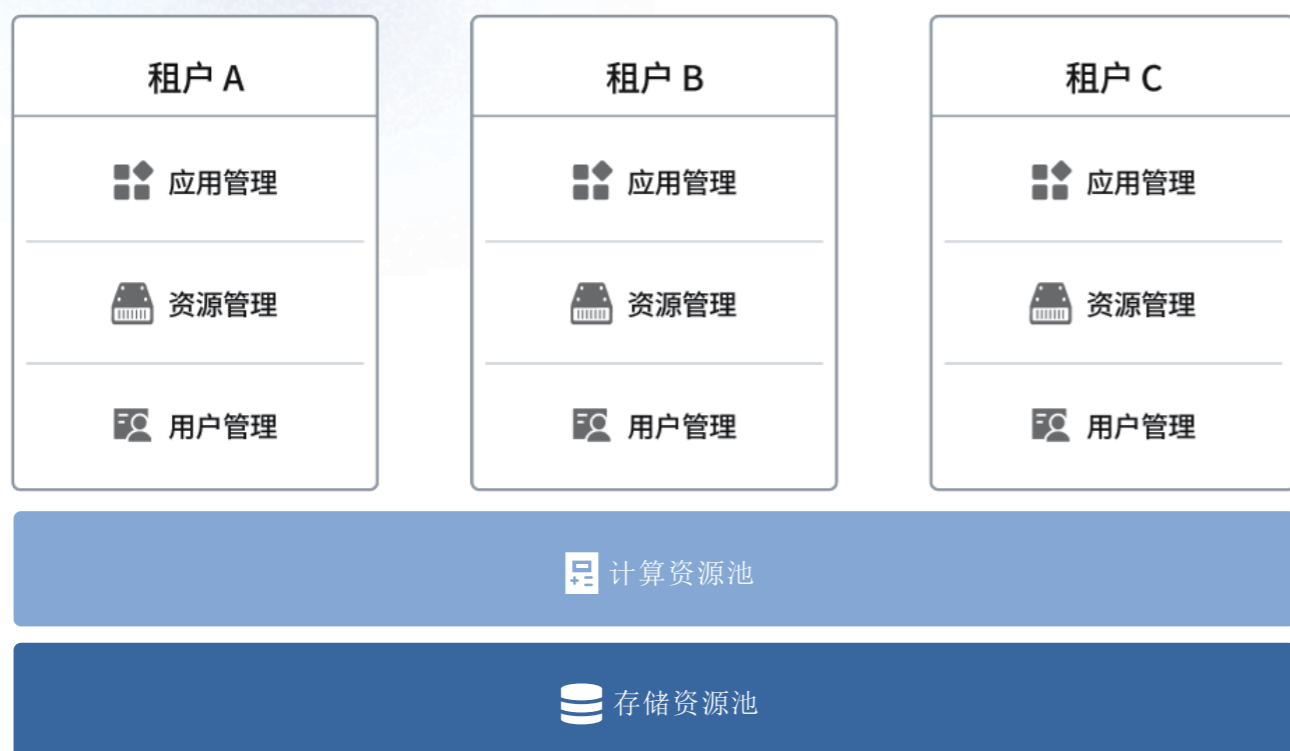 租户 A
应用管理
资源管理
用户管理
租户 B
应用管理
资源管理
用户管理
租户 C
应用管理
资源管理
用户管理
计算资源池
存储资源池